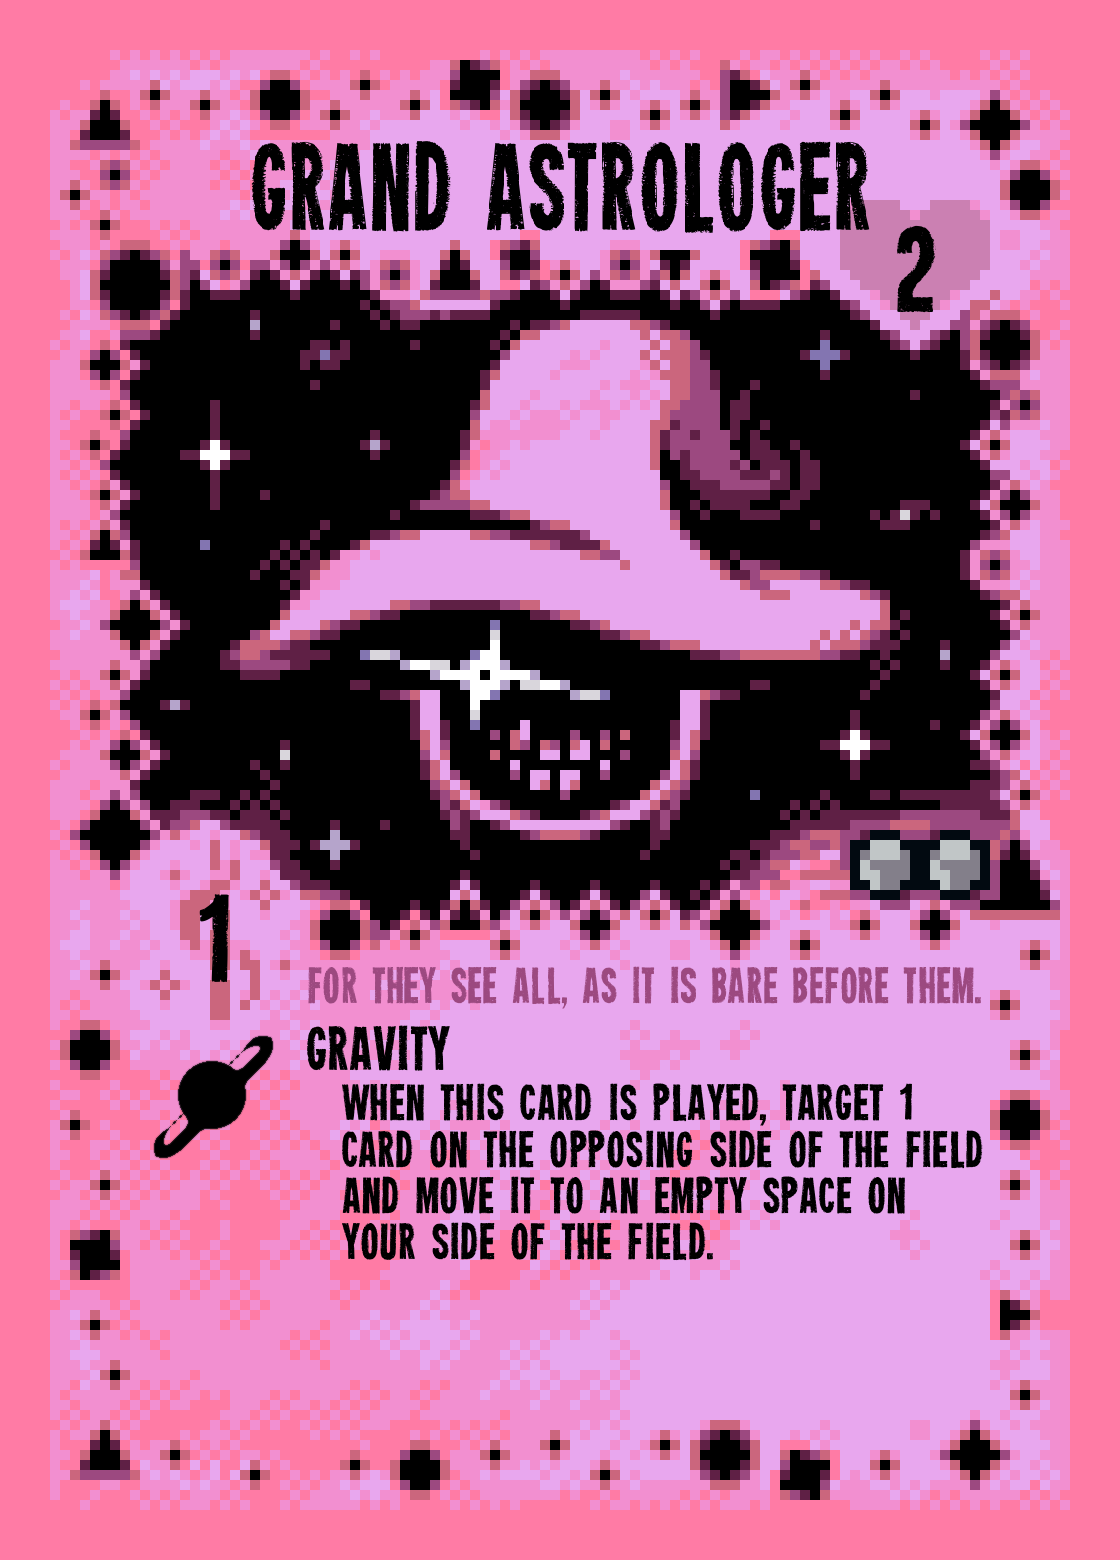 GRAND ASTROLOGER
2
1
FOR THEY SEE ALL, AS IT IS BARE BEFORE THEM.
GRAVITY
WHEN THIS CARD IS PLAYED, TARGET 1
CARD ON THE OPPOSING SIDE OF THE FIELD
AND MOVE IT TO AN EMPTY SPACE ON
YOUR SIDE OF THE FIELD.